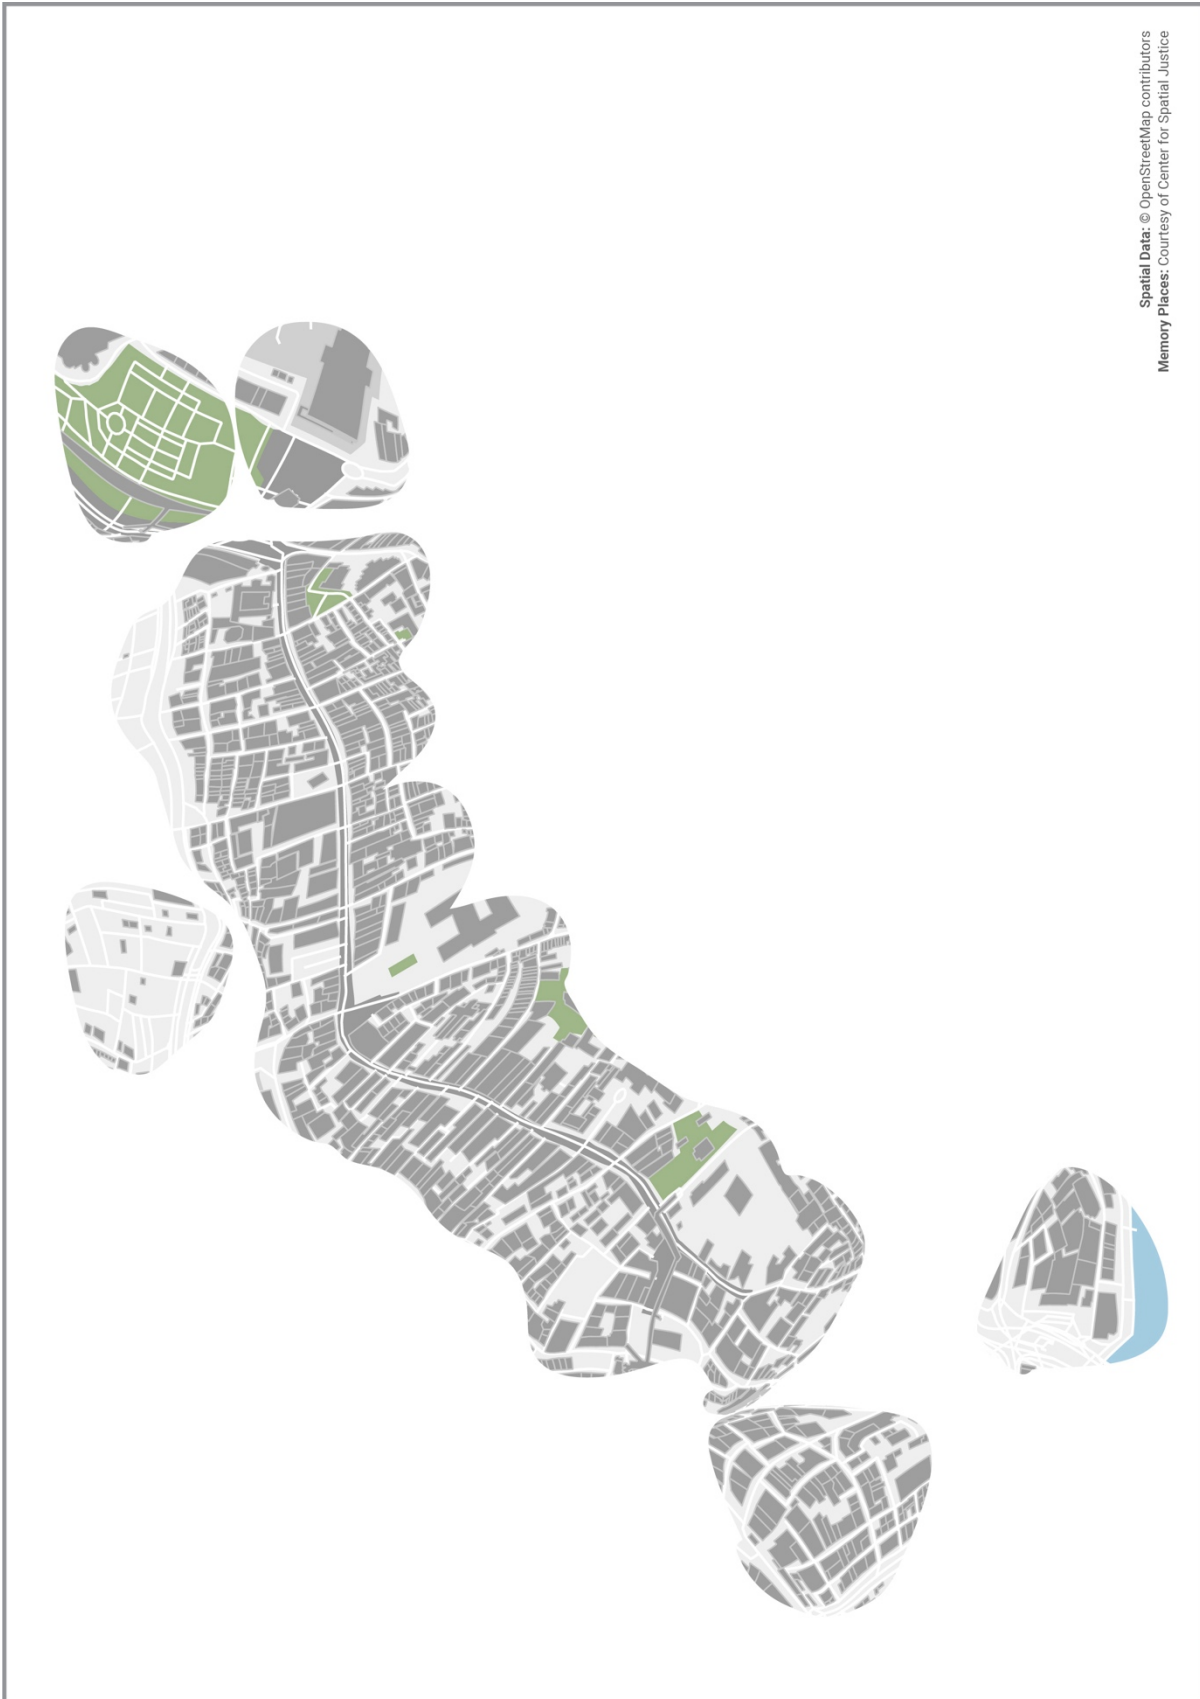 Spatial Data: © OpenStreetMap contributors
Memory Places: Courtesy of Center for Spatial Justice